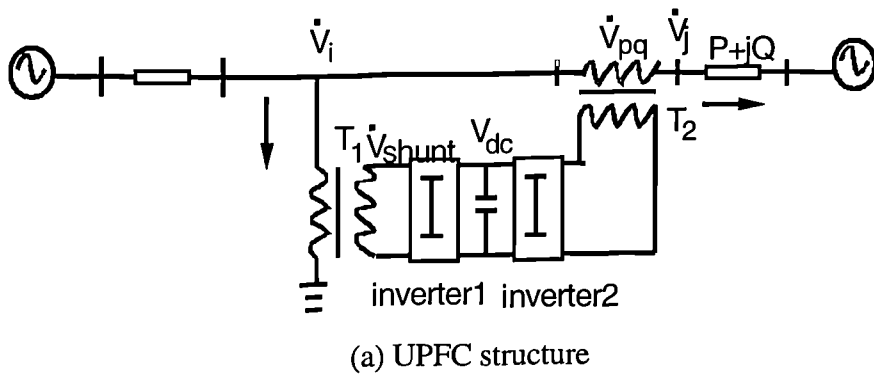 V̇i
V̇pq
V̇j
P+jQ
T1
V̇shunt
Vdc
T2
inverter1
inverter2
(a) UPFC structure